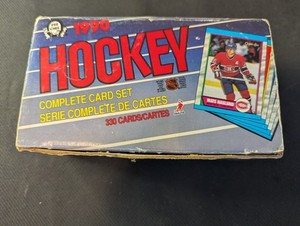 1990
HOCKEY
COMPLETE CARD SET
SERIE COMPLETE DE CARTES
330 CARDS/CARTES